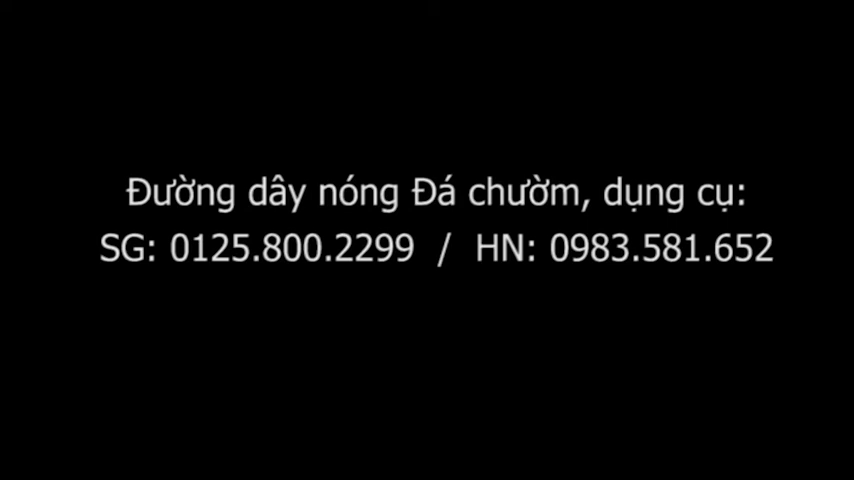 Đường dây nóng Đá chườm, dụng cụ:
SG: 0125.800.2299 / HN: 0983.581.652